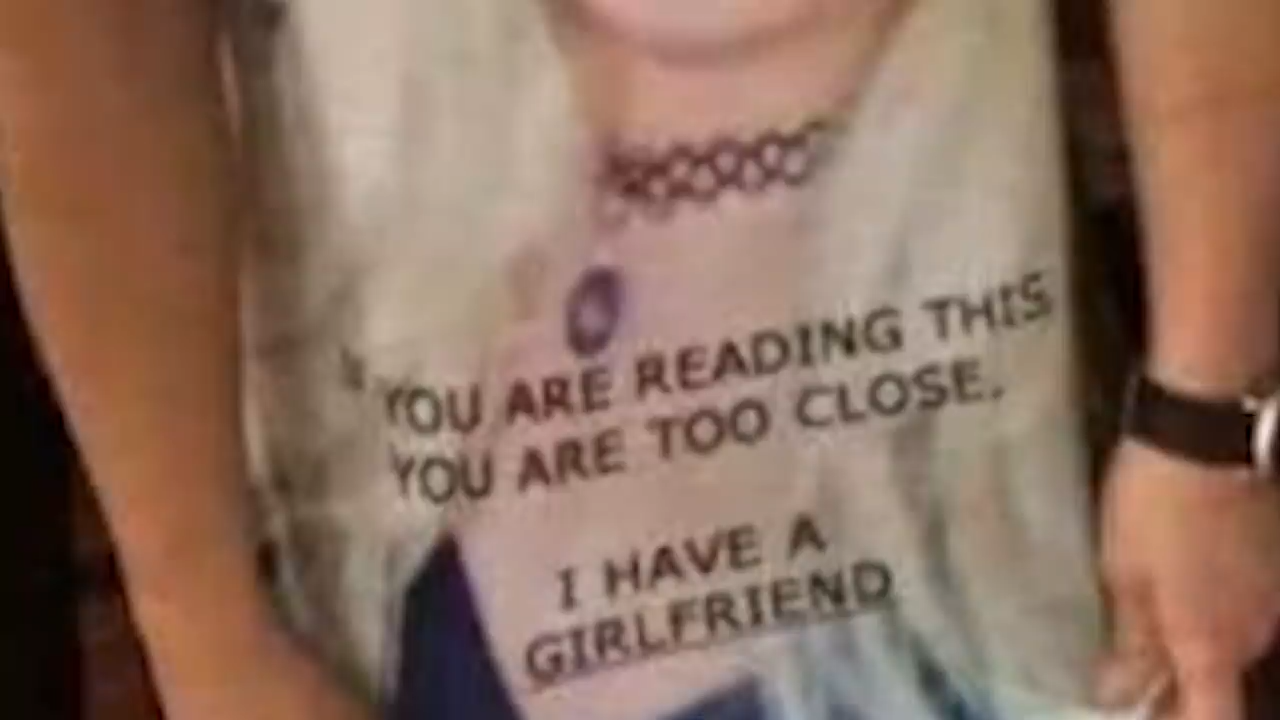 YOU ARE READING THIS
YOU ARE TOO CLOSE.
I HAVE A
GIRLFRIEND